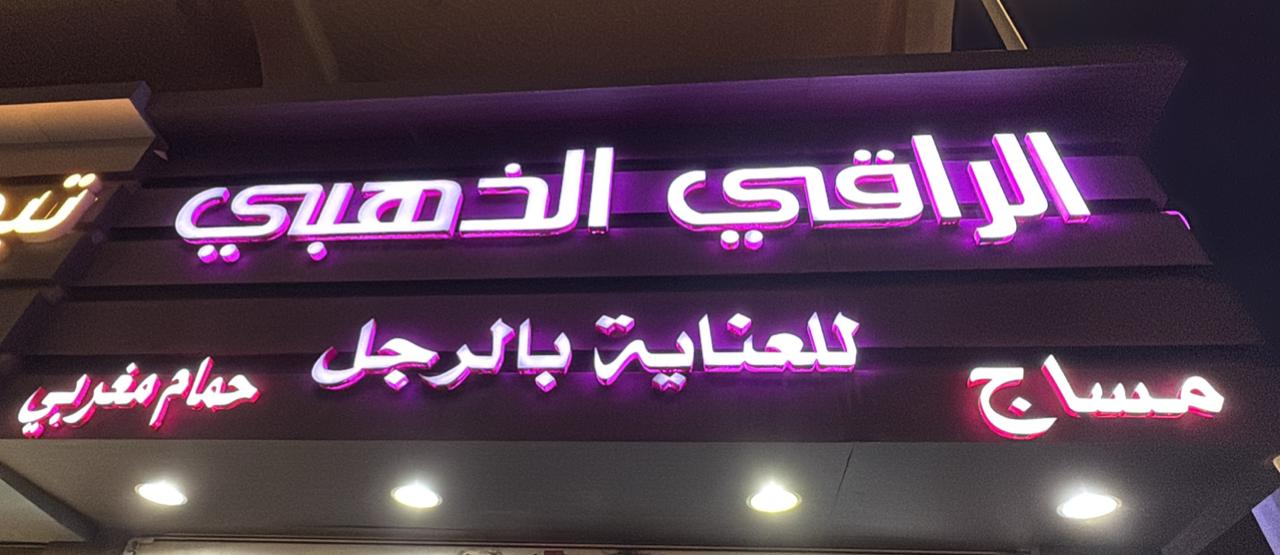 الراقي الذهبي
للعناية بالرجل
مساج
حمام مغربي